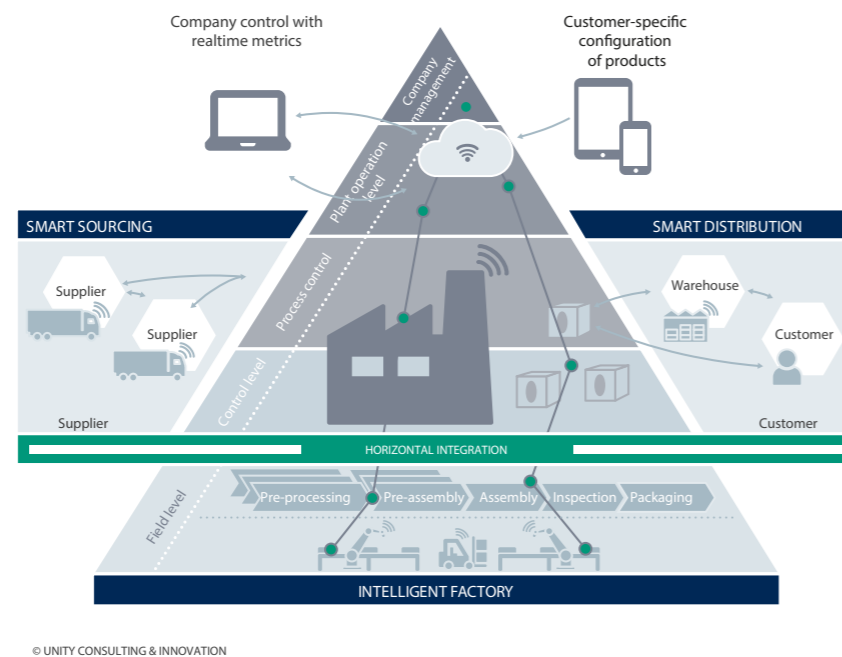 Company control with
realtime metrics
Customer-specific
configuration
of products
Company
management
Plant operation
level
SMART SOURCING
SMART DISTRIBUTION
Process control
Supplier
Supplier
Warehouse
Customer
Control level
Supplier
Customer
HORIZONTAL INTEGRATION
Field level
Pre-processing
Pre-assembly
Assembly
Inspection
Packaging
INTELLIGENT FACTORY
© UNITY CONSULTING & INNOVATION